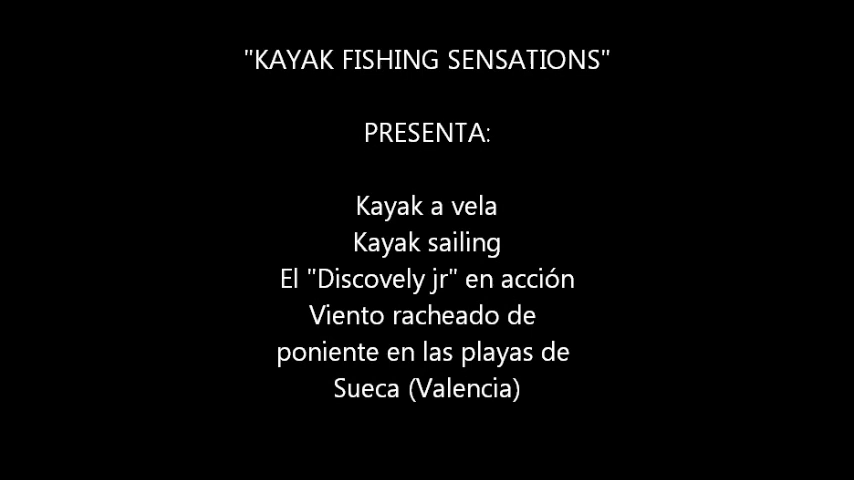 "KAYAK FISHING SENSATIONS"
PRESENTA:
Kayak a vela
Kayak sailing
El "Discovely jr" en acción
Viento racheado de
poniente en las playas de
Sueca (Valencia)